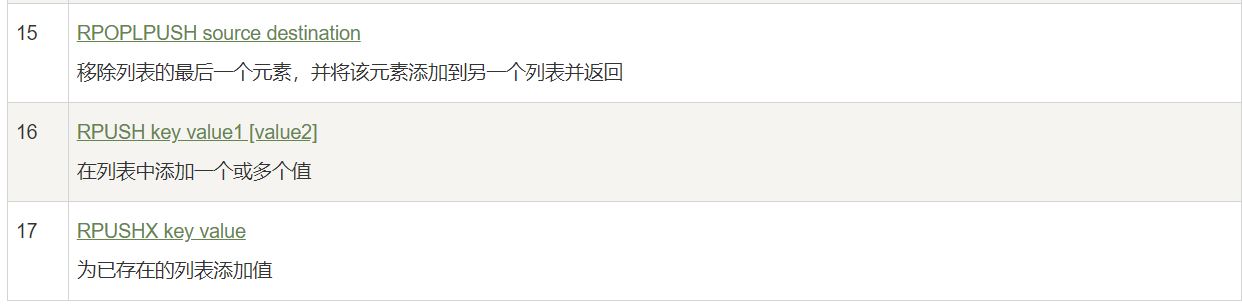 15 RPOPLPUSH source destination
移除列表的最后一个元素，并将该元素添加到另一个列表并返回
16 RPUSH key value1 [value2]
在列表中添加一个或多个值
17 RPUSHX key value
为已存在的列表添加值